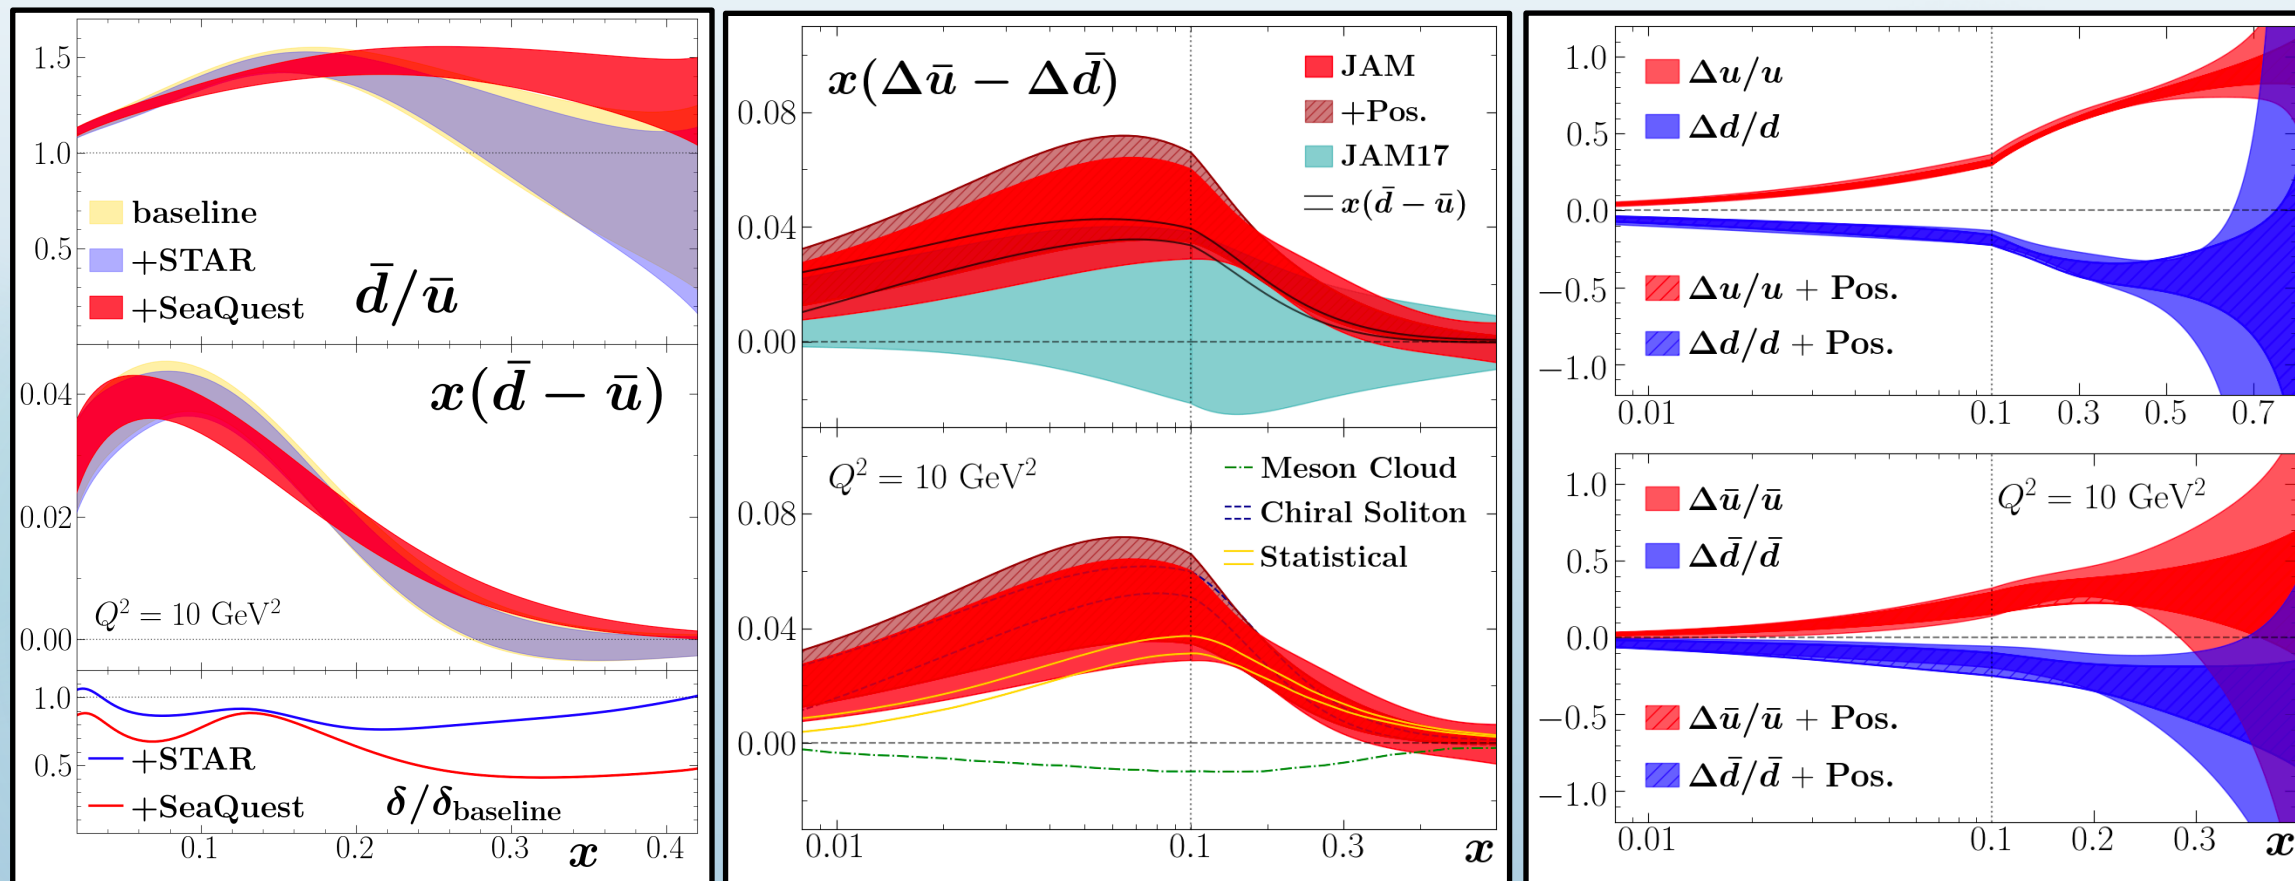 1.5
1.0
0.5
baseline
+STAR
+SeaQuest
d̄/ū
0.04
0.02
0.00
x(d̄ − ū)
Q² = 10 GeV²
1.0
0.5
+STAR
+SeaQuest
δ/δbaseline
0.1 0.2 0.3 x 0.4
x(Δū − Δd̄)
JAM
+Pos.
JAM17
x(d̄ − ū)
0.08
0.04
0.00
Q² = 10 GeV²
Meson Cloud
Chiral Soliton
Statistical
0.08
0.04
0.00
0.01 0.1 0.3 x
1.0
0.5
0.0
−0.5
−1.0
Δu/u
Δd/d
Δu/u + Pos.
Δd/d + Pos.
0.01 0.1 0.3 0.5 0.7
1.0
0.5
0.0
−0.5
−1.0
Δū/ū
Δd̄/d̄
Q² = 10 GeV²
Δū/ū + Pos.
Δd̄/d̄ + Pos.
0.01 0.1 0.2 0.3 x